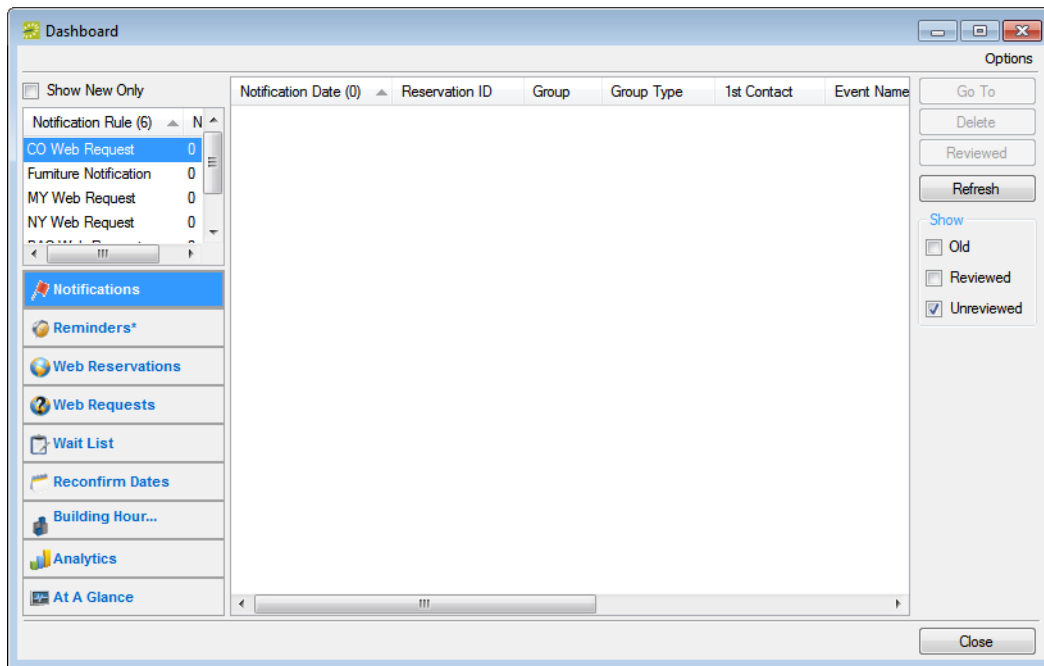 Dashboard
Options
Show New Only
Notification Rule (6) N
CO Web Request 0
Furniture Notification 0
MY Web Request 0
NY Web Request 0
Notifications
Reminders*
Web Reservations
Web Requests
Wait List
Reconfirm Dates
Building Hour...
Analytics
At A Glance
Notification Date (0) Reservation ID Group Group Type 1st Contact Event Name
Go To
Delete
Reviewed
Refresh
Show
Old
Reviewed
Unreviewed
Close